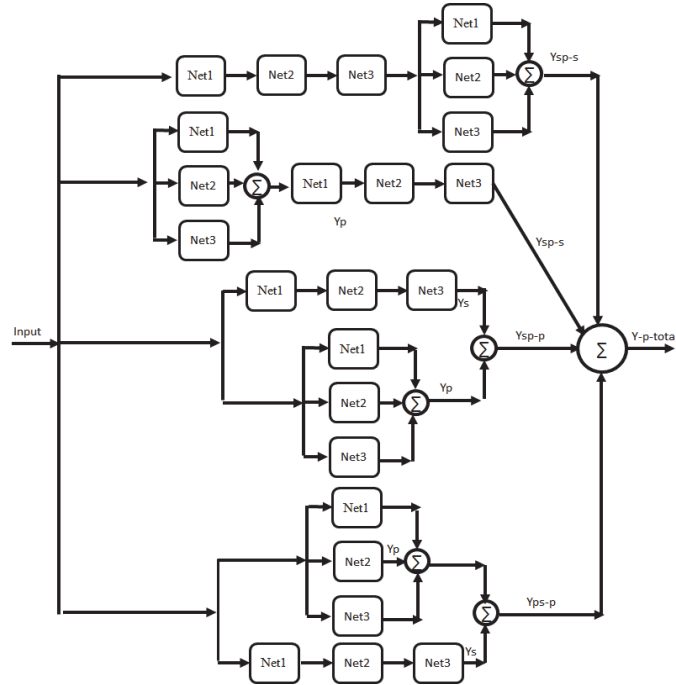 Net1
Ysp-s
Net1 Net2 Net3 Net2 Σ
Net3
Net1
Net2 Σ Net1 Net2 Net3
Net3
Yp
Ysp-s
Net1 Net2 Net3 Ys
Input
Net1 Σ Ysp-p Σ Y-p-tota
Yp
Net2 Σ
Net3
Net1
Yp
Net2 Σ
Net3 Σ Yps-p
Ys
Net1 Net2 Net3